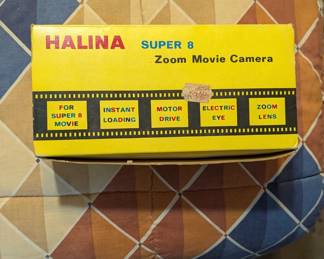 HALINA SUPER 8
Zoom Movie Camera
FOR
SUPER 8
MOVIE
INSTANT
LOADING
MOTOR
DRIVE
ELECTRIC
EYE
ZOOM
LENS